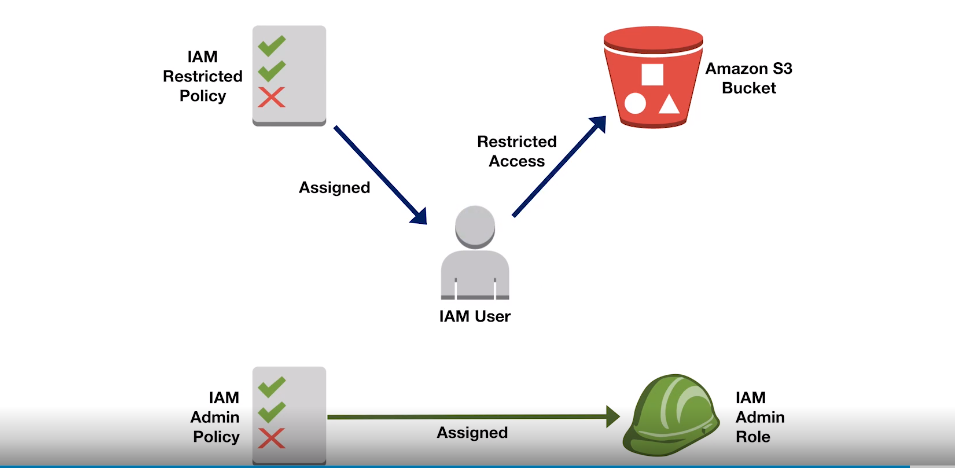 IAM
Restricted
Policy
Amazon S3
Bucket
Restricted
Access
Assigned
IAM User
IAM
Admin
Policy
Assigned
IAM
Admin
Role